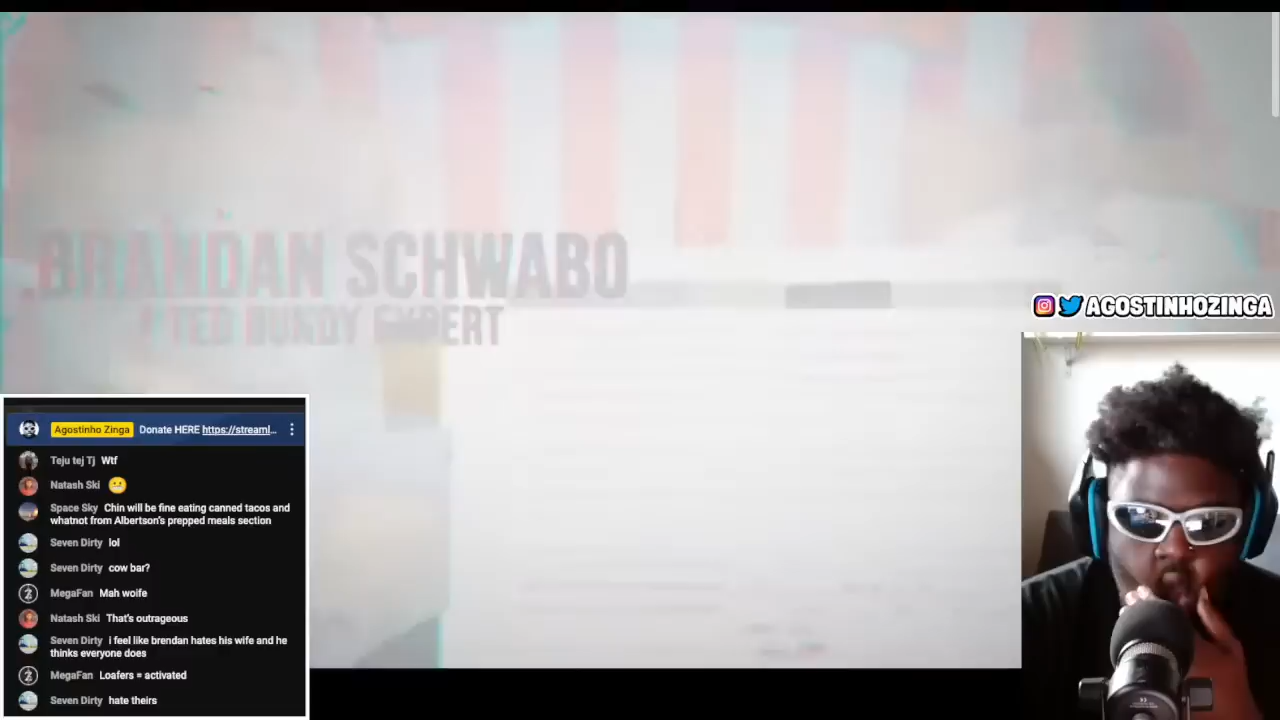 BRANDAN SCHWABO
TED BUNDY EXPERT
AGOSTINHOZINGA
Agostinho Zinga Donate HERE https://streaml...
Teju tej Tj Wtf
Natash Ski 😬
Space Sky Chin will be fine eating canned tacos and
whatnot from Albertson's prepped meals section
Seven Dirty lol
Seven Dirty cow bar?
MegaFan Mah woife
Natash Ski That's outrageous
Seven Dirty i feel like brendan hates his wife and he
thinks everyone does
MegaFan Loafers = activated
Seven Dirty hate theirs